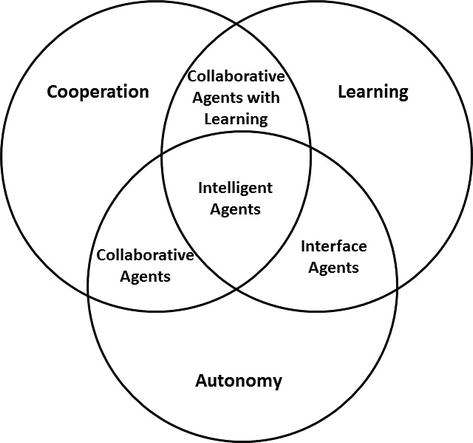 Cooperation
Collaborative
Agents with
Learning
Learning
Intelligent
Agents
Collaborative
Agents
Interface
Agents
Autonomy